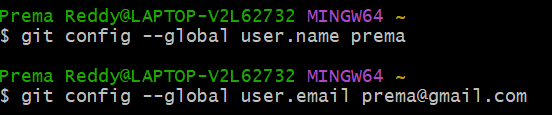 Prema Reddy@LAPTOP-V2L62732 MINGW64 ~
$ git config --global user.name prema
Prema Reddy@LAPTOP-V2L62732 MINGW64 ~
$ git config --global user.email prema@gmail.com